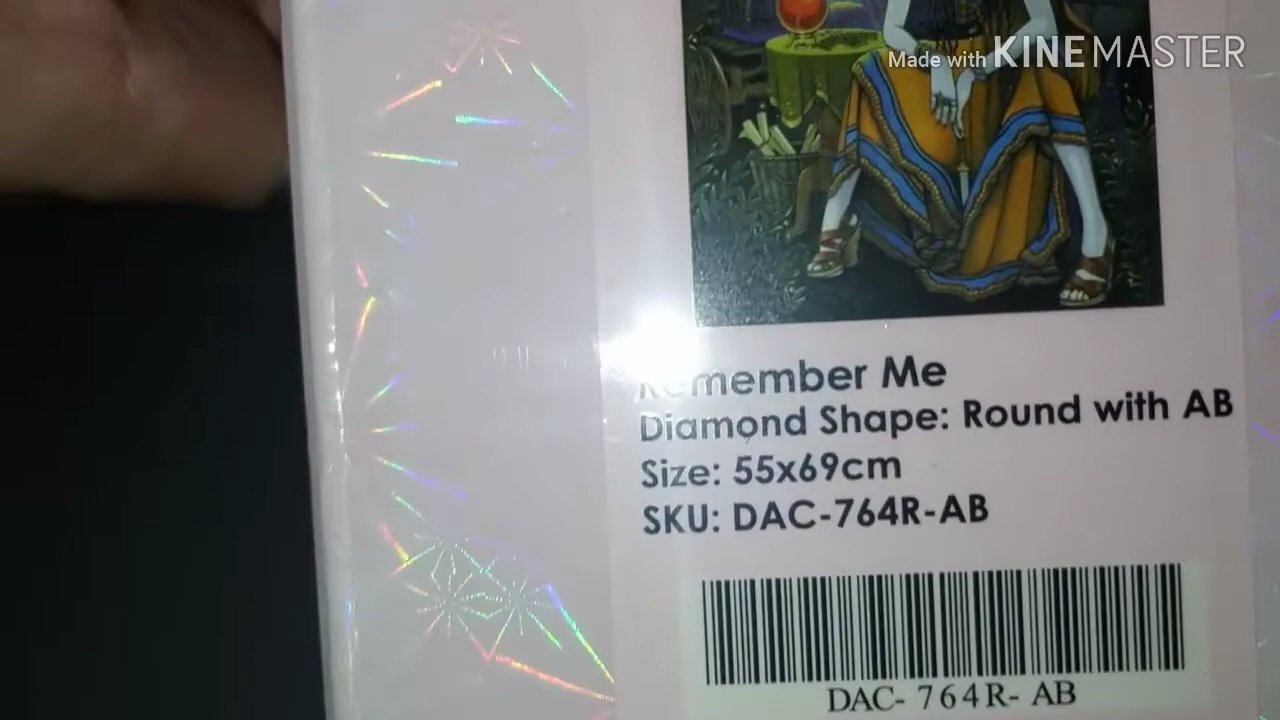 Made with KINEMASTER
Remember Me
Diamond Shape: Round with AB
Size: 55x69cm
SKU: DAC-764R-AB
DAC- 764R- AB